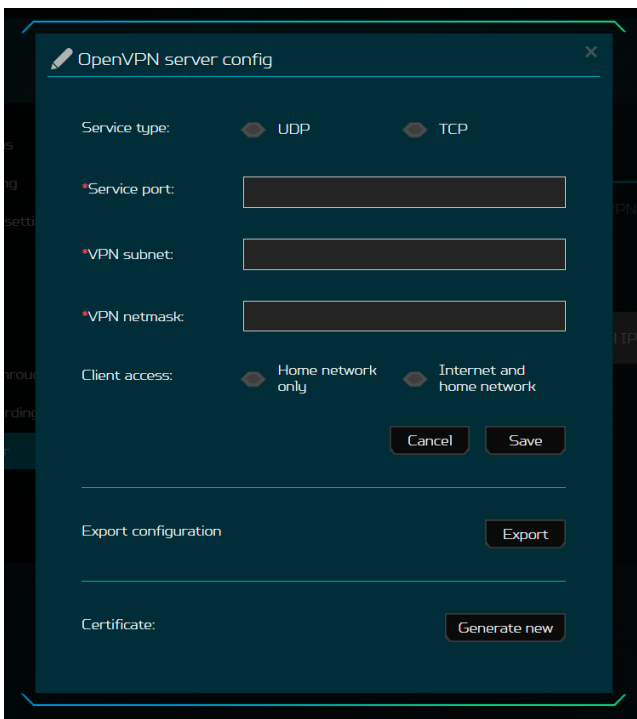 OpenVPN server config
Service type:
UDP
TCP
*Service port:
*VPN subnet:
*VPN netmask:
Client access:
Home network
only
Internet and
home network
Cancel
Save
Export configuration
Export
Certificate:
Generate new